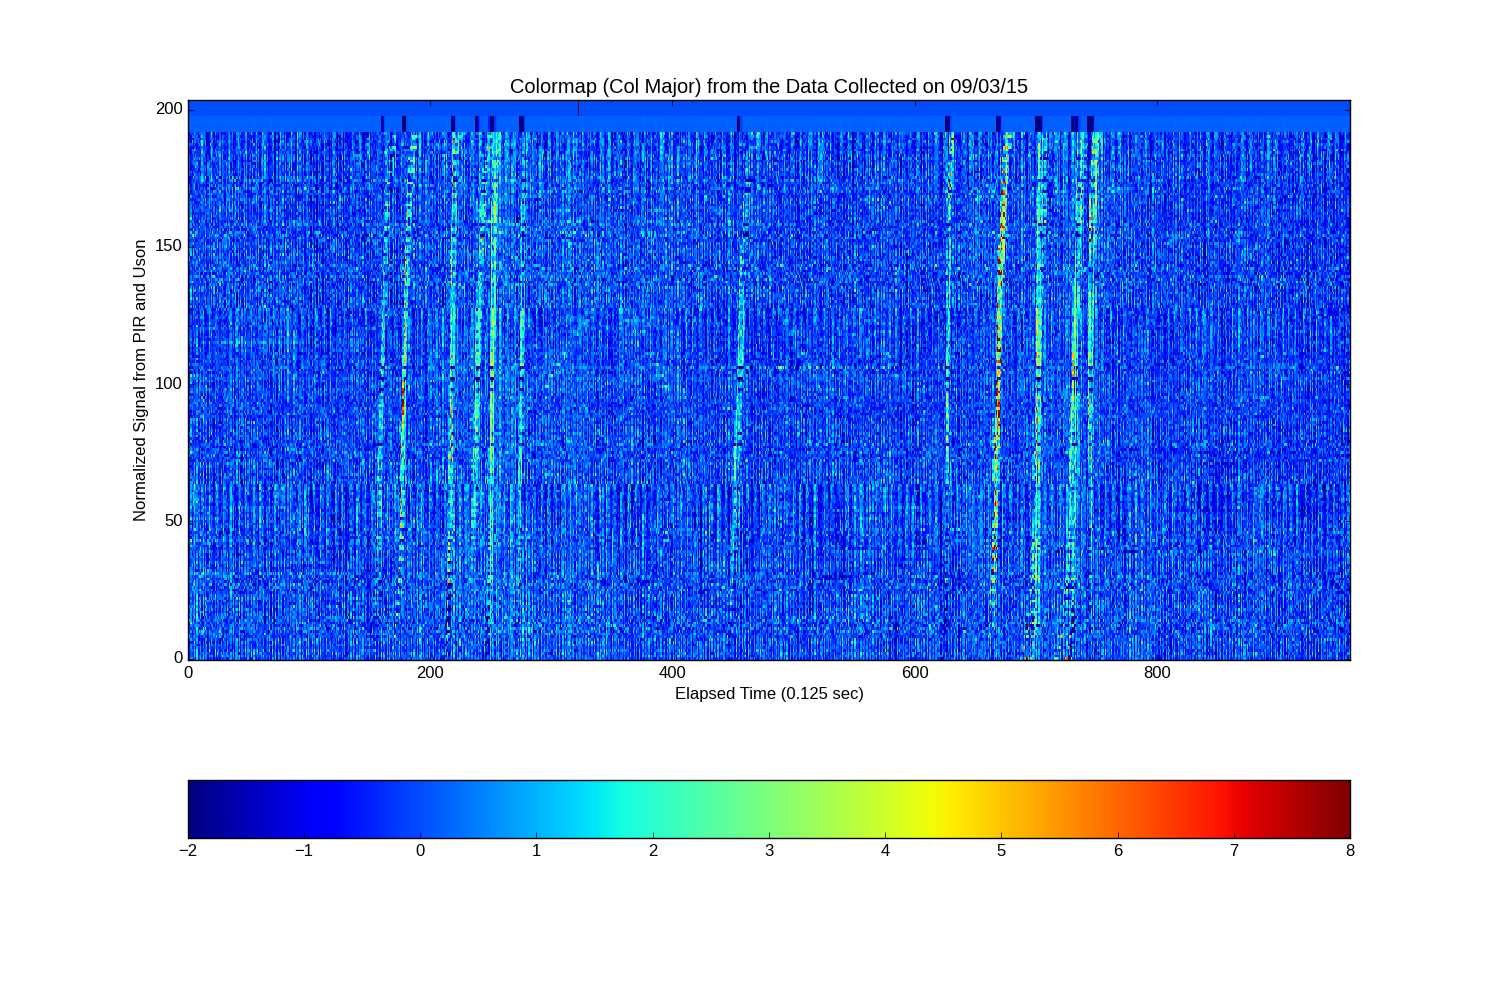 Colormap (Col Major) from the Data Collected on 09/03/15
200
150
100
50
0
Normalized Signal from PIR and Uson
0 200 400 600 800
Elapsed Time (0.125 sec)
−2 −1 0 1 2 3 4 5 6 7 8